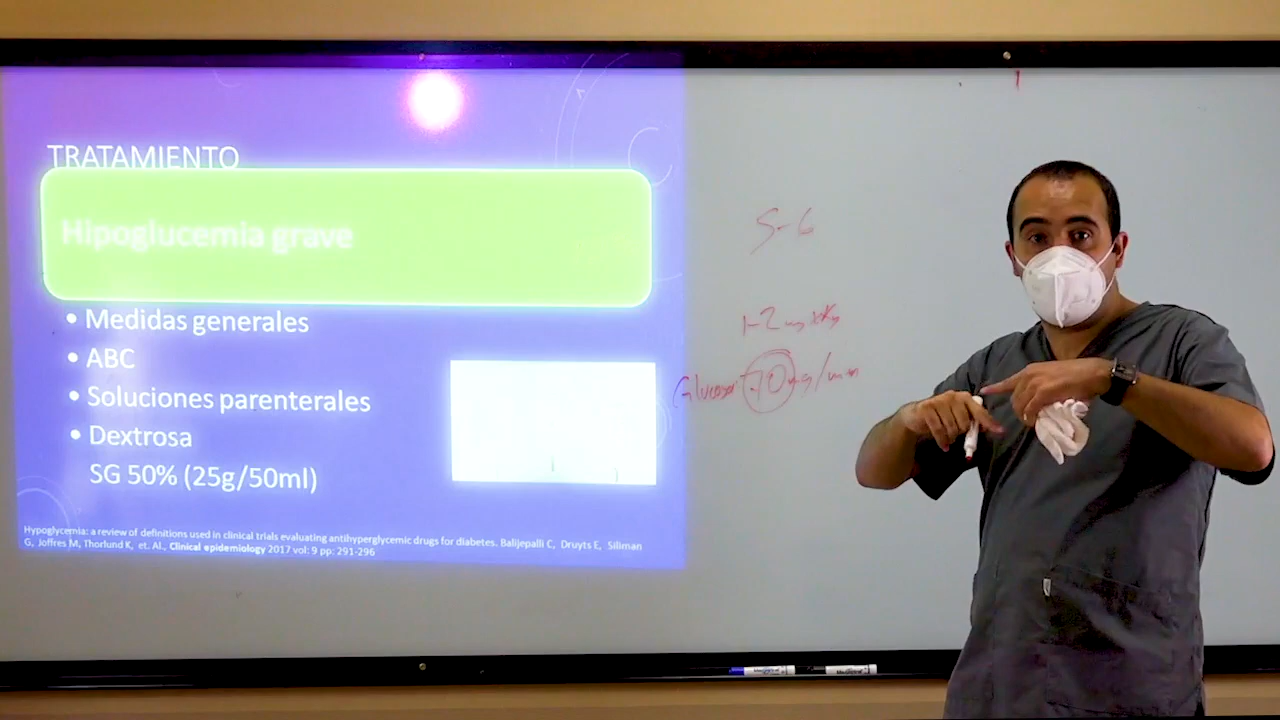 TRATAMIENTO
Hipoglucemia grave
• Medidas generales
• ABC
• Soluciones parenterales
• Dextrosa
SG 50% (25g/50ml)
Hypoglycemia: a review of definitions used in clinical trials evaluating antihyperglycemic drugs for diabetes. Balijepalli C, Druyts E, Siliman
G, Joffres M, Thorlund K, et. Al., Clinical epidemiology 2017 vol: 9 pp: 291-296
5-6
1-2